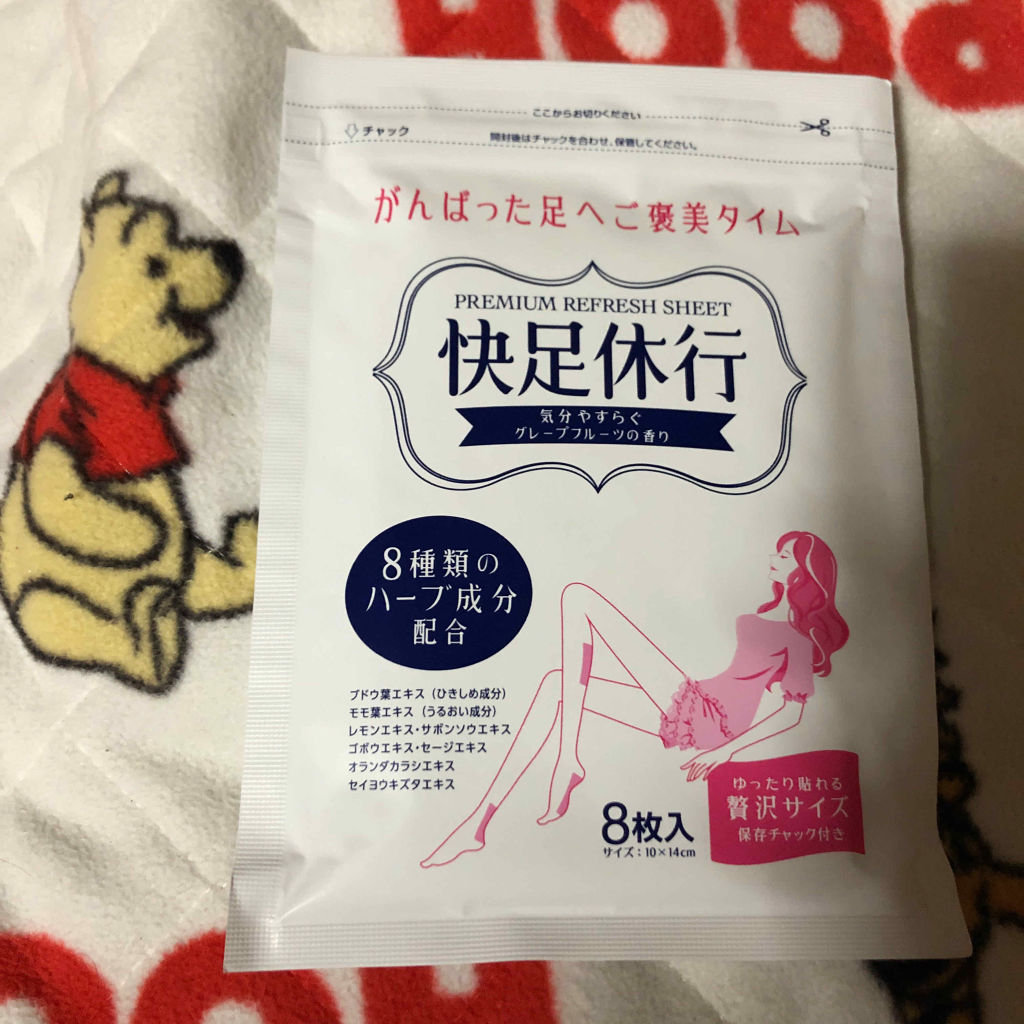 HOOP
ここからお切りください
チャック
開封後はチャックを合わせ、保管してください。
がんばった足へご褒美タイム
PREMIUM REFRESH SHEET
快足休行
気分やすらぐ
グレープフルーツの香り
8種類の
ハーブ成分
配合
ブドウ葉エキス(ひきしめ成分)
モモ葉エキス(うるおい成分)
レモンエキス・サボンソウエキス
ゴボウエキス・セージエキス
オランダカラシエキス
セイヨウキズタエキス
ゆったり貼れる
贅沢サイズ
保存チャック付き
8枚入
サイズ:10×14cm